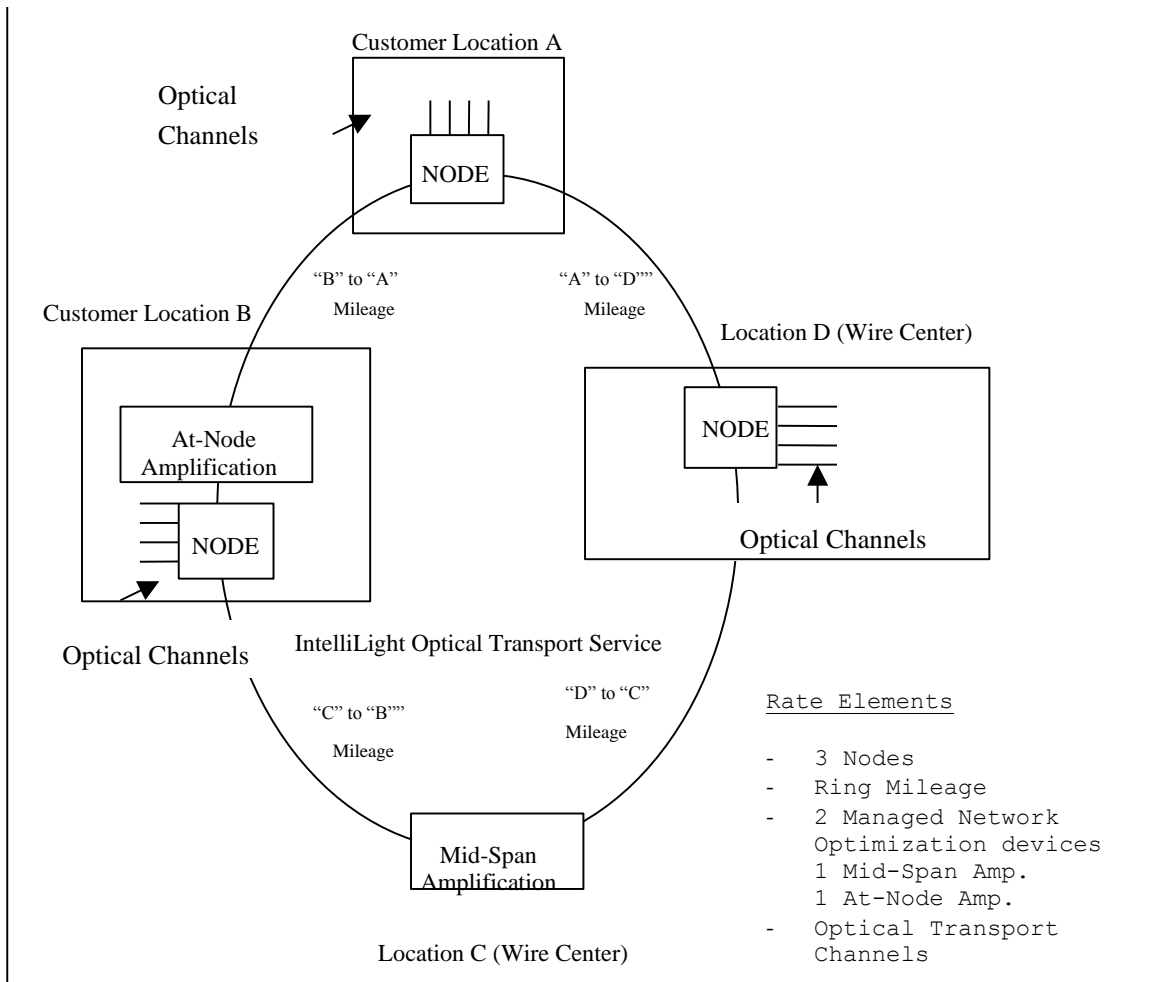 Customer Location A
Optical
Channels
NODE
“B” to “A”
Mileage
“A” to “D””
Mileage
Customer Location B
Location D (Wire Center)
At-Node
Amplification
NODE
NODE
Optical Channels
Optical Channels
IntelliLight Optical Transport Service
“C” to “B””
Mileage
“D” to “C”
Mileage
Mid-Span
Amplification
Location C (Wire Center)
Rate Elements
- 3 Nodes
- Ring Mileage
- 2 Managed Network
Optimization devices
1 Mid-Span Amp.
1 At-Node Amp.
- Optical Transport
Channels